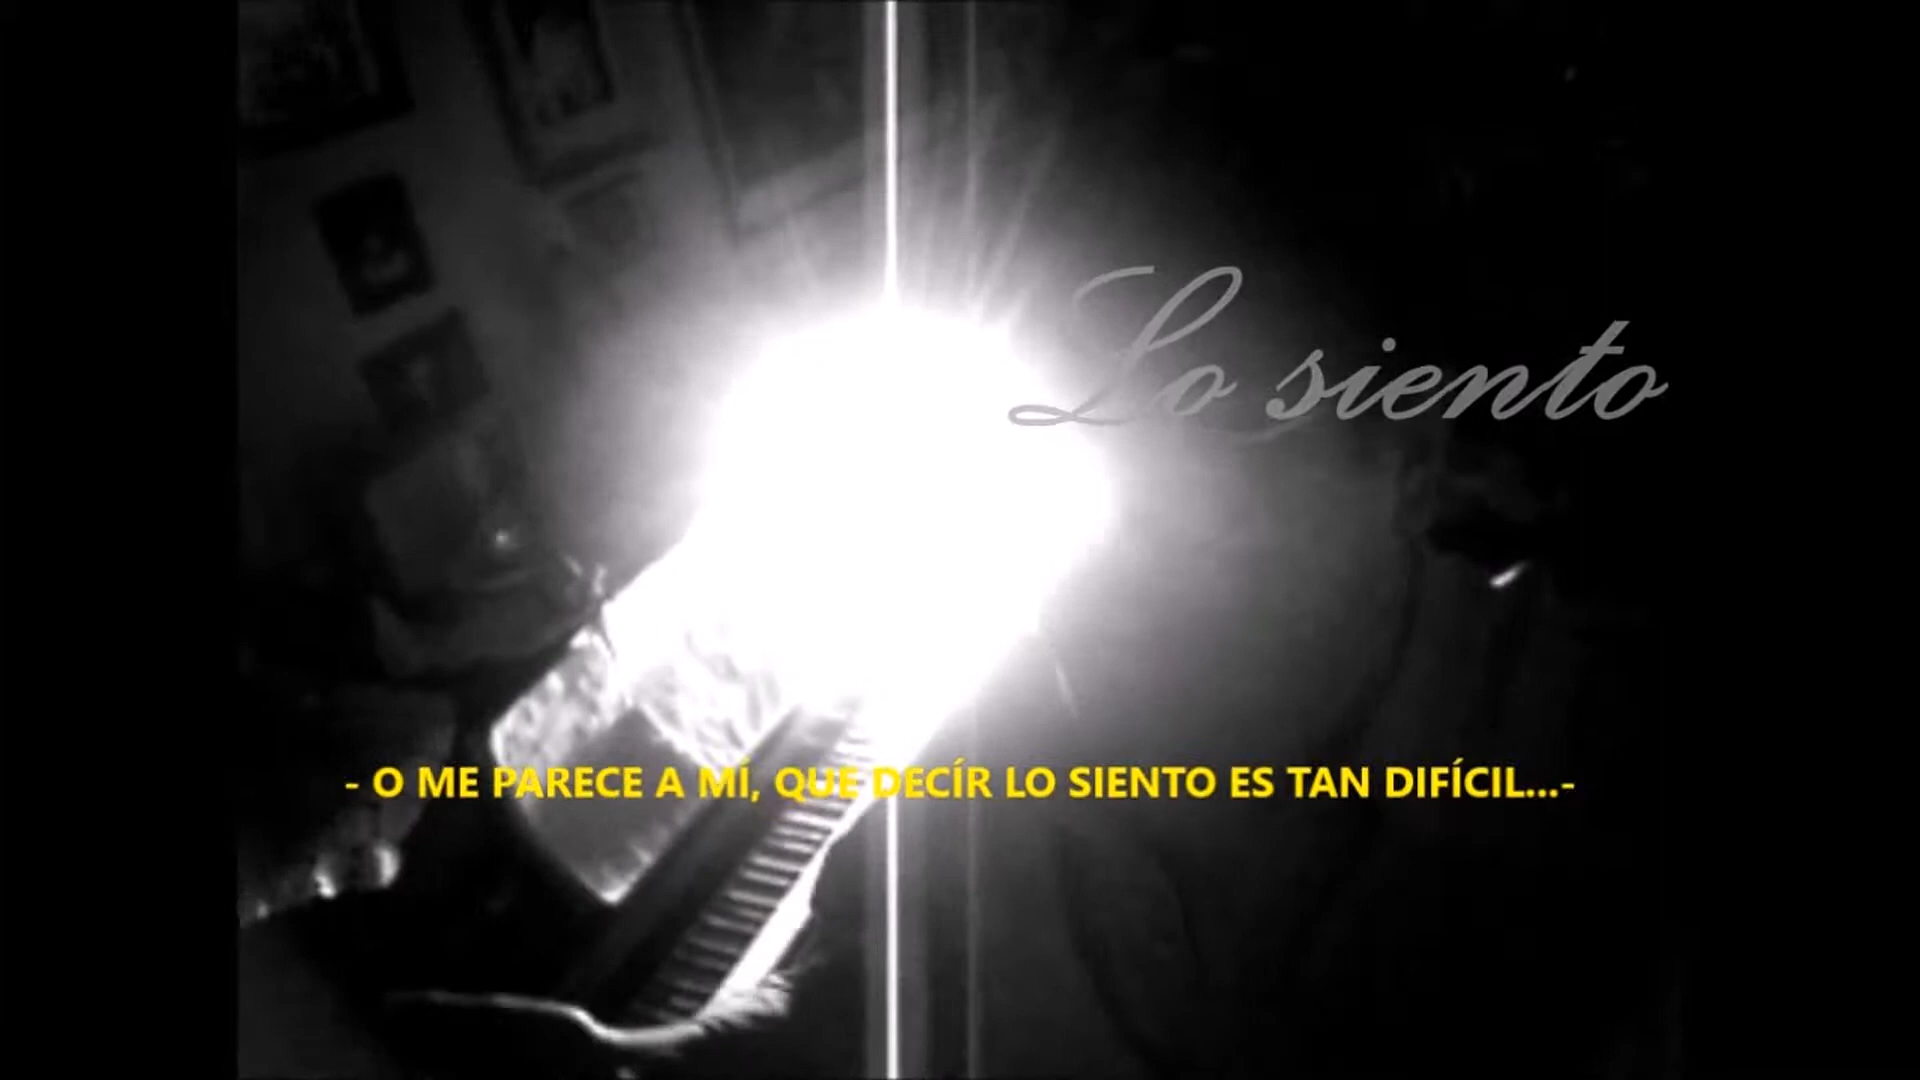 Lo siento
- O ME PARECE A MÍ, QUE DECÍR LO SIENTO ES TAN DIFÍCIL...-